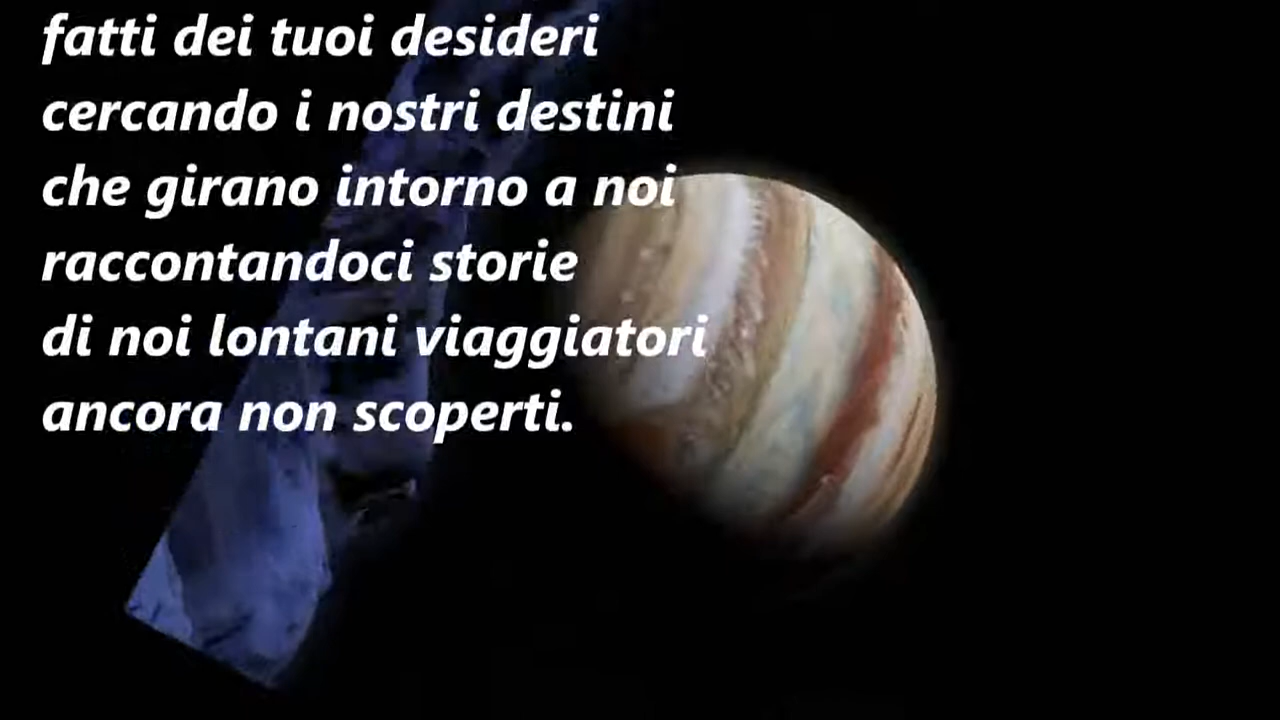 fatti dei tuoi desideri
cercando i nostri destini
che girano intorno a noi
raccontandoci storie
di noi lontani viaggiatori
ancora non scoperti.